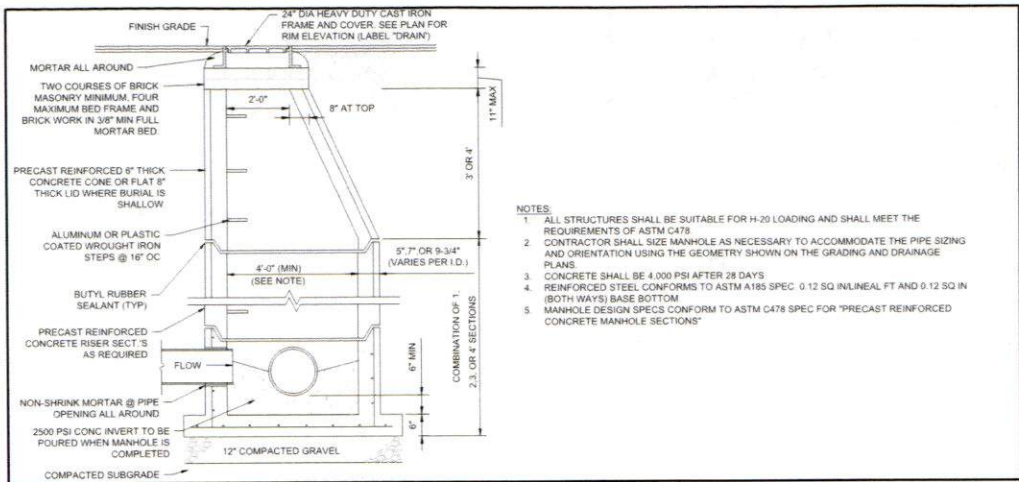 FINISH GRADE
24" DIA HEAVY DUTY CAST IRON
FRAME AND COVER. SEE PLAN FOR
RIM ELEVATION (LABEL "DRAIN")
MORTAR ALL AROUND
TWO COURSES OF BRICK
MASONRY MINIMUM, FOUR
MAXIMUM BED FRAME AND
BRICK WORK IN 3/8" MIN FULL
MORTAR BED.
2'-0"
8" AT TOP
11" MAX
3' OR 4'
PRECAST REINFORCED 6" THICK
CONCRETE CONE OR FLAT 8"
THICK LID WHERE BURIAL IS
SHALLOW
ALUMINUM OR PLASTIC
COATED WROUGHT IRON
STEPS @ 16" OC
4'-0" (MIN)
(SEE NOTE)
5",7",OR 9-3/4"
(VARIES PER I.D.)
BUTYL RUBBER
SEALANT (TYP)
PRECAST REINFORCED
CONCRETE RISER SECT.'S
AS REQUIRED
COMBINATION OF 1,
2,3, OR 4' SECTIONS
FLOW
6" MIN
NON-SHRINK MORTAR @ PIPE
OPENING ALL AROUND
2500 PSI CONC INVERT TO BE
POURED WHEN MANHOLE IS
COMPLETED
6"
12" COMPACTED GRAVEL
COMPACTED SUBGRADE
NOTES:
1. ALL STRUCTURES SHALL BE SUITABLE FOR H-20 LOADING AND SHALL MEET THE
REQUIREMENTS OF ASTM C478
2. CONTRACTOR SHALL SIZE MANHOLE AS NECESSARY TO ACCOMMODATE THE PIPE SIZING
AND ORIENTATION USING THE GEOMETRY SHOWN ON THE GRADING AND DRAINAGE
PLANS.
3. CONCRETE SHALL BE 4,000 PSI AFTER 28 DAYS
4. REINFORCED STEEL CONFORMS TO ASTM A185 SPEC. 0.12 SQ IN/LINEAL FT AND 0.12 SQ IN
(BOTH WAYS) BASE BOTTOM
5. MANHOLE DESIGN SPECS CONFORM TO ASTM C478 SPEC FOR "PRECAST REINFORCED
CONCRETE MANHOLE SECTIONS"